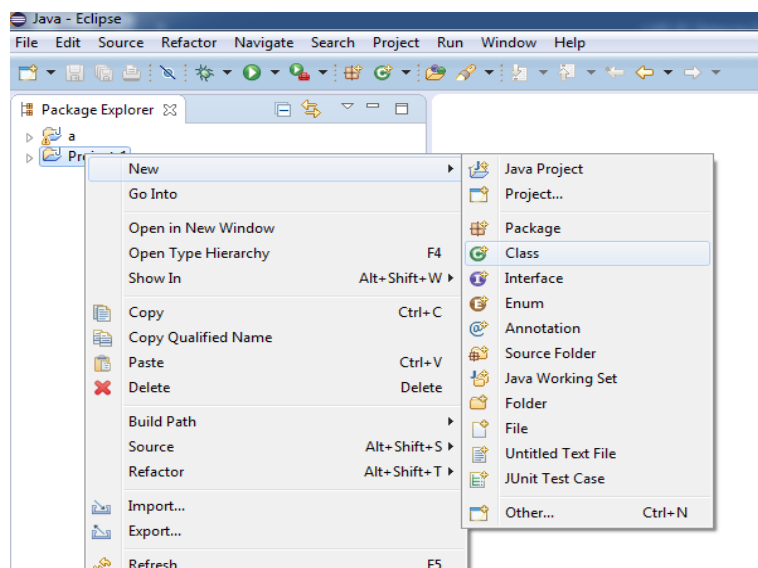 Java - Eclipse
File Edit Source Refactor Navigate Search Project Run Window Help
Package Explorer
a
New
Go Into
Open in New Window
Open Type Hierarchy F4
Show In Alt+Shift+W
Copy Ctrl+C
Copy Qualified Name
Paste Ctrl+V
Delete Delete
Build Path
Source Alt+Shift+S
Refactor Alt+Shift+T
Import...
Export...
Refresh F5
Java Project
Project...
Package
Class
Interface
Enum
Annotation
Source Folder
Java Working Set
Folder
File
Untitled Text File
JUnit Test Case
Other... Ctrl+N